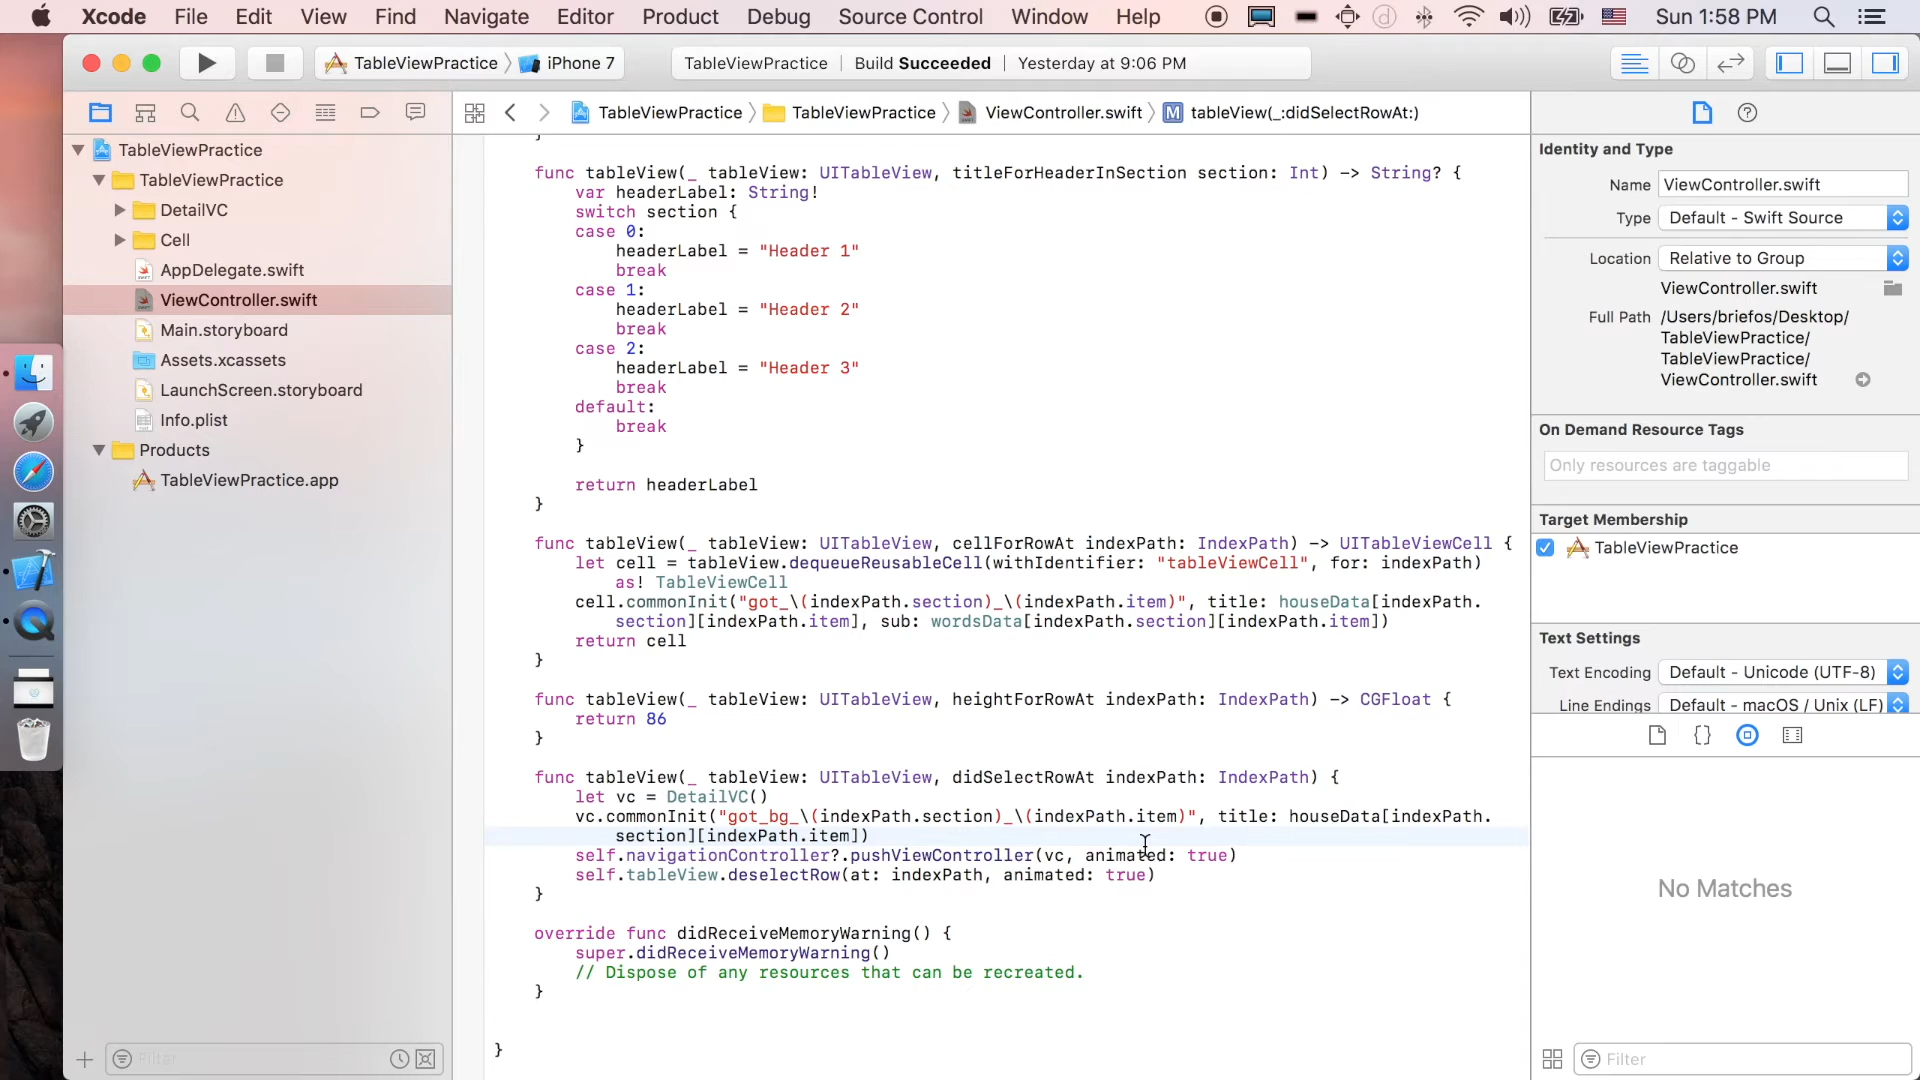 Xcode File Edit View Find Navigate Editor Product Debug Source Control Window Help Sun 1:58 PM
TableViewPractice iPhone 7 TableViewPractice Build Succeeded Yesterday at 9:06 PM
TableViewPractice TableViewPractice ViewController.swift M tableView(_:didSelectRowAt:)
TableViewPractice
TableViewPractice
DetailVC
Cell
AppDelegate.swift
ViewController.swift
Main.storyboard
Assets.xcassets
LaunchScreen.storyboard
Info.plist
Products
TableViewPractice.app
Filter
}
func tableView(_ tableView: UITableView, titleForHeaderInSection section: Int) -> String? {
var headerLabel: String!
switch section {
case 0:
headerLabel = "Header 1"
break
case 1:
headerLabel = "Header 2"
break
case 2:
headerLabel = "Header 3"
break
default:
break
}
return headerLabel
}
func tableView(_ tableView: UITableView, cellForRowAt indexPath: IndexPath) -> UITableViewCell {
let cell = tableView.dequeueReusableCell(withIdentifier: "tableViewCell", for: indexPath)
as! TableViewCell
cell.commonInit("got_\(indexPath.section)_\(indexPath.item)", title: houseData[indexPath.
section][indexPath.item], sub: wordsData[indexPath.section][indexPath.item])
return cell
}
func tableView(_ tableView: UITableView, heightForRowAt indexPath: IndexPath) -> CGFloat {
return 86
}
func tableView(_ tableView: UITableView, didSelectRowAt indexPath: IndexPath) {
let vc = DetailVC()
vc.commonInit("got_bg_\(indexPath.section)_\(indexPath.item)", title: houseData[indexPath.
section][indexPath.item])
self.navigationController?.pushViewController(vc, animated: true)
self.tableView.deselectRow(at: indexPath, animated: true)
}
override func didReceiveMemoryWarning() {
super.didReceiveMemoryWarning()
// Dispose of any resources that can be recreated.
}
}
Identity and Type
Name ViewController.swift
Type Default - Swift Source
Location Relative to Group
ViewController.swift
Full Path /Users/briefos/Desktop/
TableViewPractice/
TableViewPractice/
ViewController.swift
On Demand Resource Tags
Only resources are taggable
Target Membership
TableViewPractice
Text Settings
Text Encoding Default - Unicode (UTF-8)
Line Endings Default - macOS / Unix (LF)
No Matches
Filter